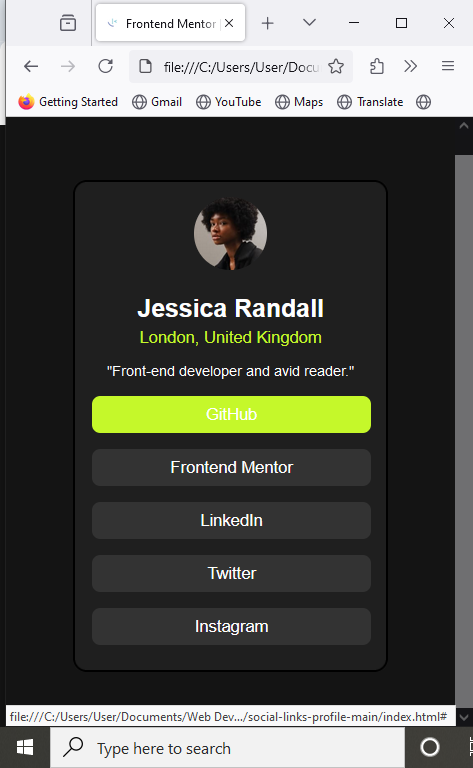 Frontend Mentor |
file:///C:/Users/User/Docu
Getting Started Gmail YouTube Maps Translate
Jessica Randall
London, United Kingdom
"Front-end developer and avid reader."
GitHub
Frontend Mentor
LinkedIn
Twitter
Instagram
file:///C:/Users/User/Documents/Web Dev…/social-links-profile-main/index.html#
Type here to search